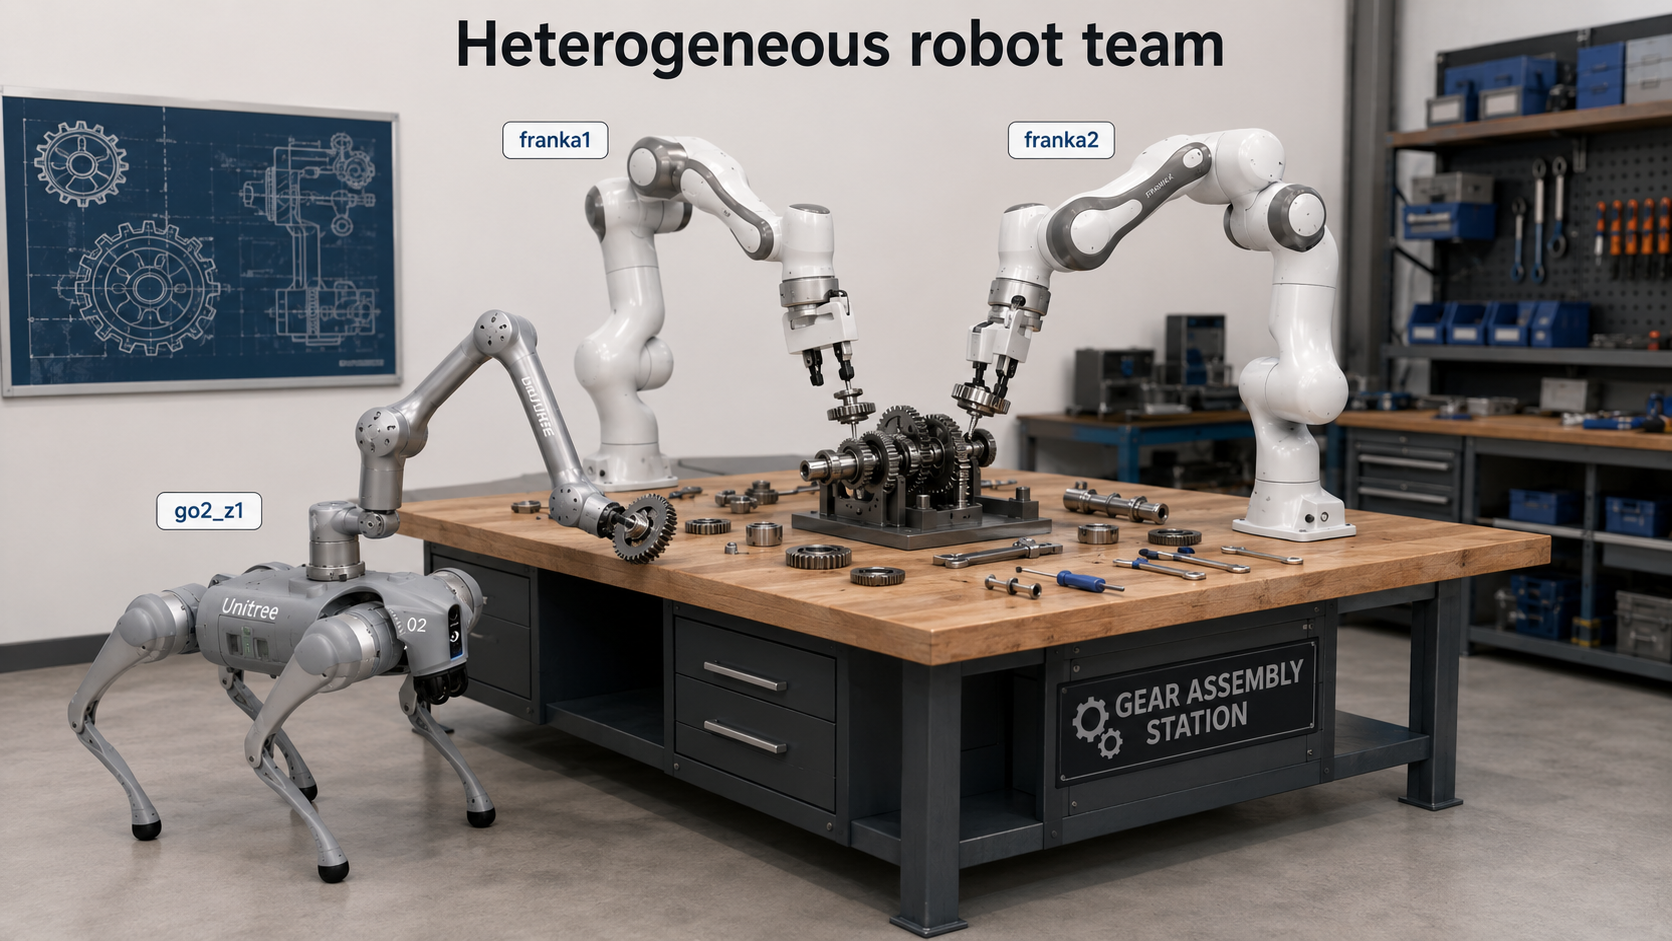 Heterogeneous robot team
franka1
franka2
go2_z1
Unitree
02
GEAR ASSEMBLY
STATION